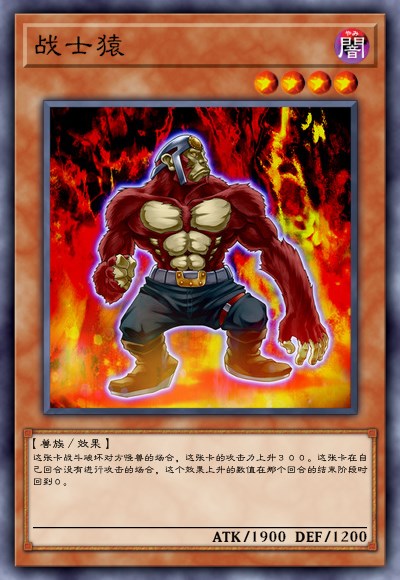 战士猿
闇
やみ
【兽族／效果】
这张卡战斗破坏对方怪兽的场合，这张卡的攻击力上升３００。这张卡在自
己回合没有进行攻击的场合，这个效果上升的数值在那个回合的结束阶段时
回到０。
ATK/1900 DEF/1200